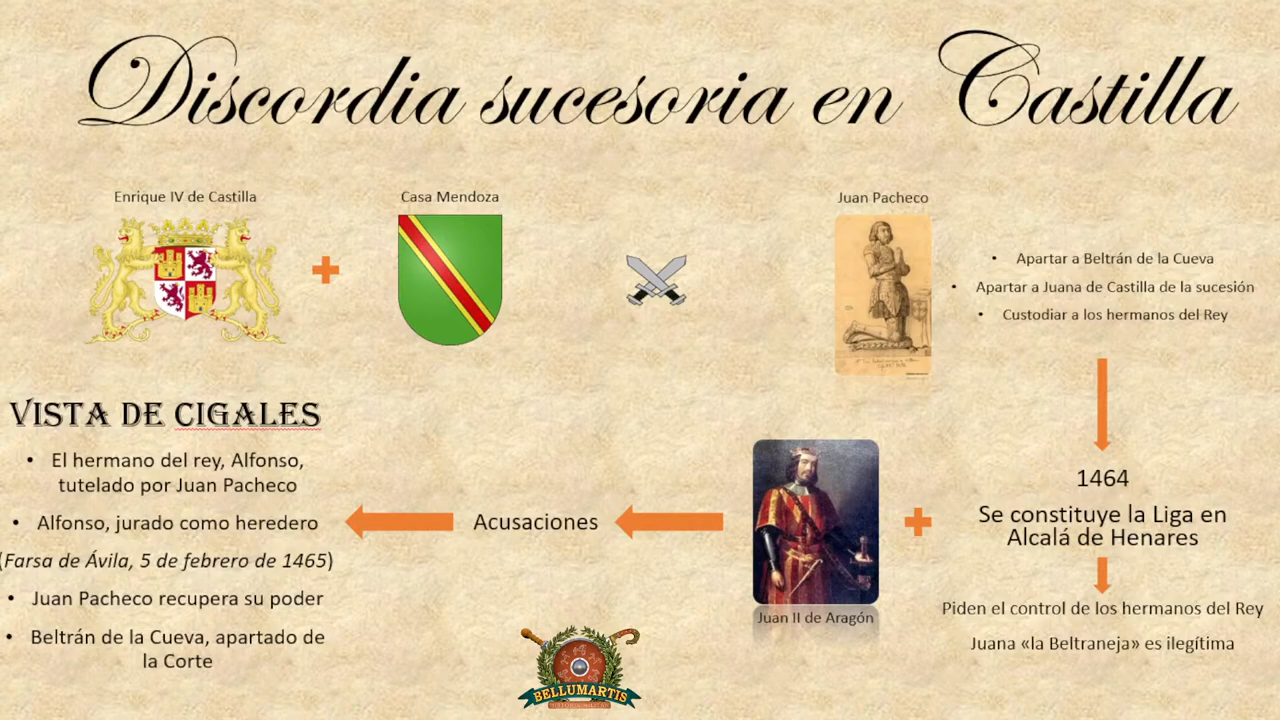 Discordia sucesoria en Castilla
Enrique IV de Castilla
Casa Mendoza
Juan Pacheco
• Apartar a Beltrán de la Cueva
• Apartar a Juana de Castilla de la sucesión
• Custodiar a los hermanos del Rey
1464
Se constituye la Liga en
Alcalá de Henares
Piden el control de los hermanos del Rey
Juana «la Beltraneja» es ilegítima
Juan II de Aragón
Acusaciones
VISTA DE CIGALES
• El hermano del rey, Alfonso,
tutelado por Juan Pacheco
• Alfonso, jurado como heredero
(Farsa de Ávila, 5 de febrero de 1465)
• Juan Pacheco recupera su poder
• Beltrán de la Cueva, apartado de
la Corte
BELLUMARTIS
HISTORIA MILITAR